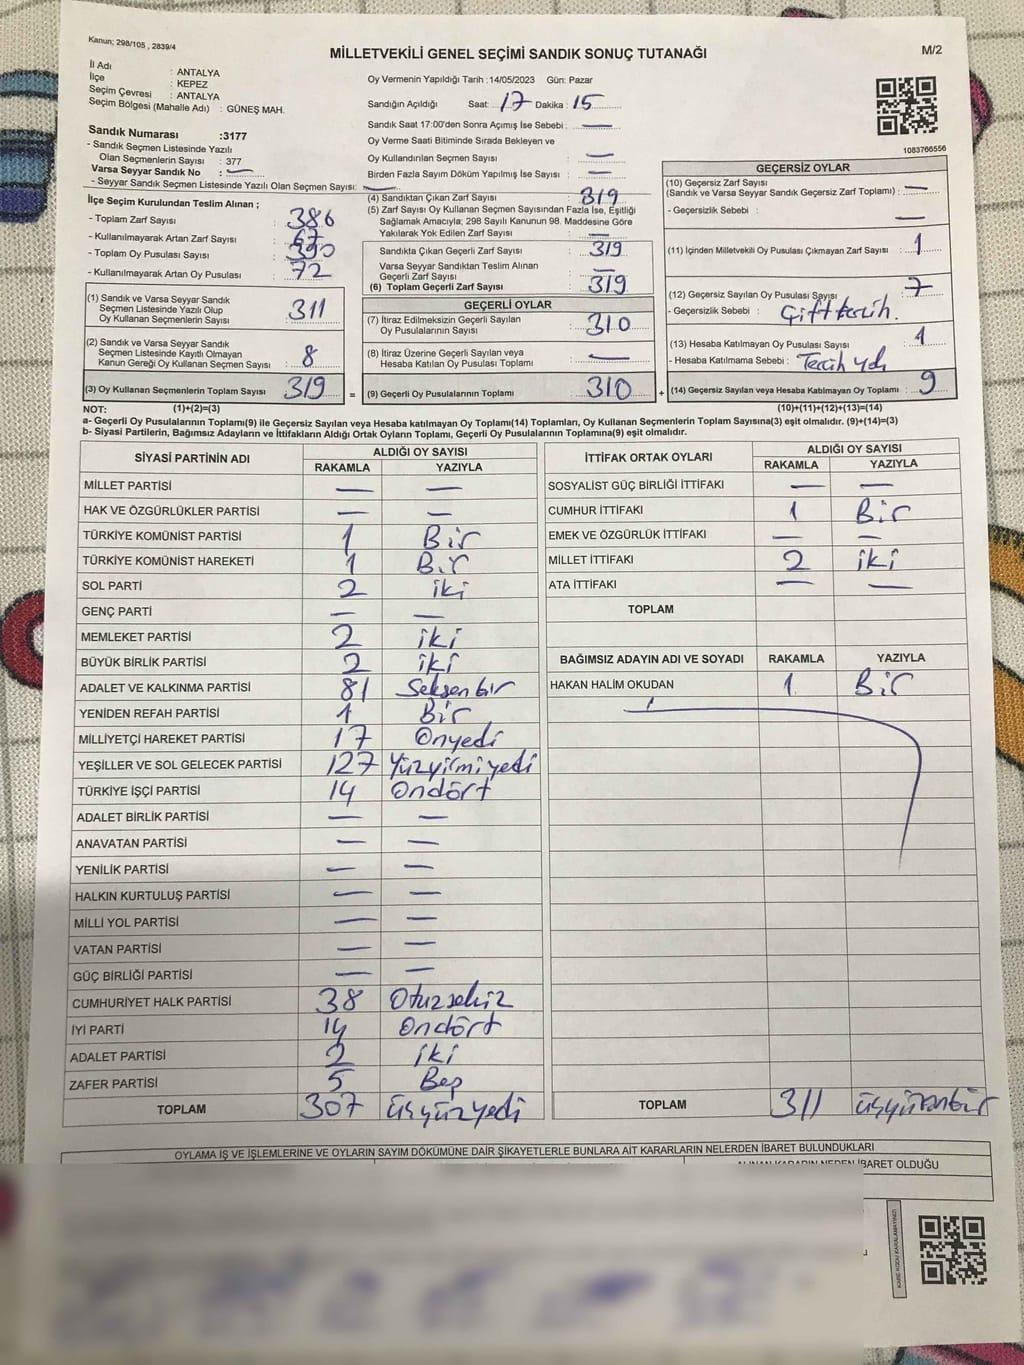 Kanun; 298/105 , 2839/4
MİLLETVEKİLİ GENEL SEÇİMİ SANDIK SONUÇ TUTANAĞI
M/2
İl Adı : ANTALYA
İlçe : KEPEZ
Seçim Çevresi : ANTALYA
Seçim Bölgesi (Mahalle Adı) : GÜNEŞ MAH.
Oy Vermenin Yapıldığı Tarih : 14/05/2023 Gün: Pazar
Sandığın Açıldığı Saat: 17 Dakika : 15
Sandık Saat 17:00'den Sonra Açımış İse Sebebi : —
Oy Verme Saati Bitiminde Sırada Bekleyen ve
Oy Kullandırılan Seçmen Sayısı : —
Birden Fazla Sayım Döküm Yapılmış İse Sayısı : —
1083766556
Sandık Numarası :3177
- Sandık Seçmen Listesinde Yazılı
Olan Seçmenlerin Sayısı : 377
Varsa Seyyar Sandık No : —
- Seyyar Sandık Seçmen Listesinde Yazılı Olan Seçmen Sayısı: —
İlçe Seçim Kurulundan Teslim Alınan ;
- Toplam Zarf Sayısı : 386
- Kullanılmayarak Artan Zarf Sayısı : 67
- Toplam Oy Pusulası Sayısı : 390
- Kullanılmayarak Artan Oy Pusulası : 72
(1) Sandık ve Varsa Seyyar Sandık
Seçmen Listesinde Yazılı Olup
Oy Kullanan Seçmenlerin Sayısı : 311
(2) Sandık ve Varsa Seyyar Sandık
Seçmen Listesinde Kayıtlı Olmayan
Kanun Gereği Oy Kullanan Seçmen Sayısı : 8
(3) Oy Kullanan Seçmenlerin Toplam Sayısı : 319
(4) Sandıktan Çıkan Zarf Sayısı : 319
(5) Zarf Sayısı Oy Kullanan Seçmen Sayısından Fazla İse, Eşitliği
Sağlamak Amacıyla; 298 Sayılı Kanunun 98. Maddesine Göre
Yakılarak Yok Edilen Zarf Sayısı : —
Sandıkta Çıkan Geçerli Zarf Sayısı : 319
Varsa Seyyar Sandıktan Teslim Alınan
Geçerli Zarf Sayısı : —
(6) Toplam Geçerli Zarf Sayısı : 319
GEÇERLİ OYLAR
(7) İtiraz Edilmeksizin Geçerli Sayılan
Oy Pusulalarının Sayısı : 310
(8) İtiraz Üzerine Geçerli Sayılan veya
Hesaba Katılan Oy Pusulası Toplamı : —
= (9) Geçerli Oy Pusulalarının Toplamı : 310
GEÇERSİZ OYLAR
(10) Geçersiz Zarf Sayısı
(Sandık ve Varsa Seyyar Sandık Geçersiz Zarf Toplamı) : —
- Geçersizlik Sebebi : —
(11) İçinden Milletvekili Oy Pusulası Çıkmayan Zarf Sayısı : 1
(12) Geçersiz Sayılan Oy Pusulası Sayısı : 7
- Geçersizlik Sebebi : Çift tercih.
(13) Hesaba Katılmayan Oy Pusulası Sayısı : 1
- Hesaba Katılmama Sebebi : Tercih yok
+ (14) Geçersiz Sayılan veya Hesaba Katılmayan Oy Toplamı : 9
NOT: (1)+(2)=(3) (10)+(11)+(12)+(13)=(14)
a- Geçerli Oy Pusulalarının Toplamı(9) ile Geçersiz Sayılan veya Hesaba katılmayan Oy Toplamı(14) Toplamları, Oy Kullanan Seçmenlerin Toplam Sayısına(3) eşit olmalıdır. (9)+(14)=(3)
b- Siyasi Partilerin, Bağımsız Adayların ve İttifakların Aldığı Ortak Oyların Toplamı, Geçerli Oy Pusulalarının Toplamına(9) eşit olmalıdır.
SİYASİ PARTİNİN ADI ALDIĞI OY SAYISI
RAKAMLA YAZIYLA
MİLLET PARTİSİ — —
HAK VE ÖZGÜRLÜKLER PARTİSİ — —
TÜRKİYE KOMÜNİST PARTİSİ 1 Bir
TÜRKİYE KOMÜNİST HAREKETİ 1 Bir
SOL PARTİ 2 iki
GENÇ PARTİ — —
MEMLEKET PARTİSİ 2 iki
BÜYÜK BİRLİK PARTİSİ 2 iki
ADALET VE KALKINMA PARTİSİ 81 Seksenbir
YENİDEN REFAH PARTİSİ 1 Bir
MİLLİYETÇİ HAREKET PARTİSİ 17 Onyedi
YEŞİLLER VE SOL GELECEK PARTİSİ 127 Yüzyirmiyedi
TÜRKİYE İŞÇİ PARTİSİ 14 Ondört
ADALET BİRLİK PARTİSİ — —
ANAVATAN PARTİSİ — —
YENİLİK PARTİSİ — —
HALKIN KURTULUŞ PARTİSİ — —
MİLLİ YOL PARTİSİ — —
VATAN PARTİSİ — —
GÜÇ BİRLİĞİ PARTİSİ — —
CUMHURİYET HALK PARTİSİ 38 Otuzsekiz
İYİ PARTİ 14 Ondört
ADALET PARTİSİ 2 iki
ZAFER PARTİSİ 5 Beş
TOPLAM 307 üçyüzyedi
İTTİFAK ORTAK OYLARI ALDIĞI OY SAYISI
RAKAMLA YAZIYLA
SOSYALİST GÜÇ BİRLİĞİ İTTİFAKI — —
CUMHUR İTTİFAKI 1 Bir
EMEK VE ÖZGÜRLÜK İTTİFAKI — —
MİLLET İTTİFAKI 2 iki
ATA İTTİFAKI — —
TOPLAM
BAĞIMSIZ ADAYIN ADI VE SOYADI RAKAMLA YAZIYLA
HAKAN HALİM OKUDAN 1 Bir
TOPLAM 311 üçyüzonbir
OYLAMA İŞ VE İŞLEMLERİNE VE OYLARIN SAYIM DÖKÜMÜNE DAİR ŞİKAYETLERLE BUNLARA AİT KARARLARIN NELERDEN İBARET BULUNDUKLARI
ALINAN KARARIN NEDEN İBARET OLDUĞU
KARE KODU KARALAMAYINIZ!